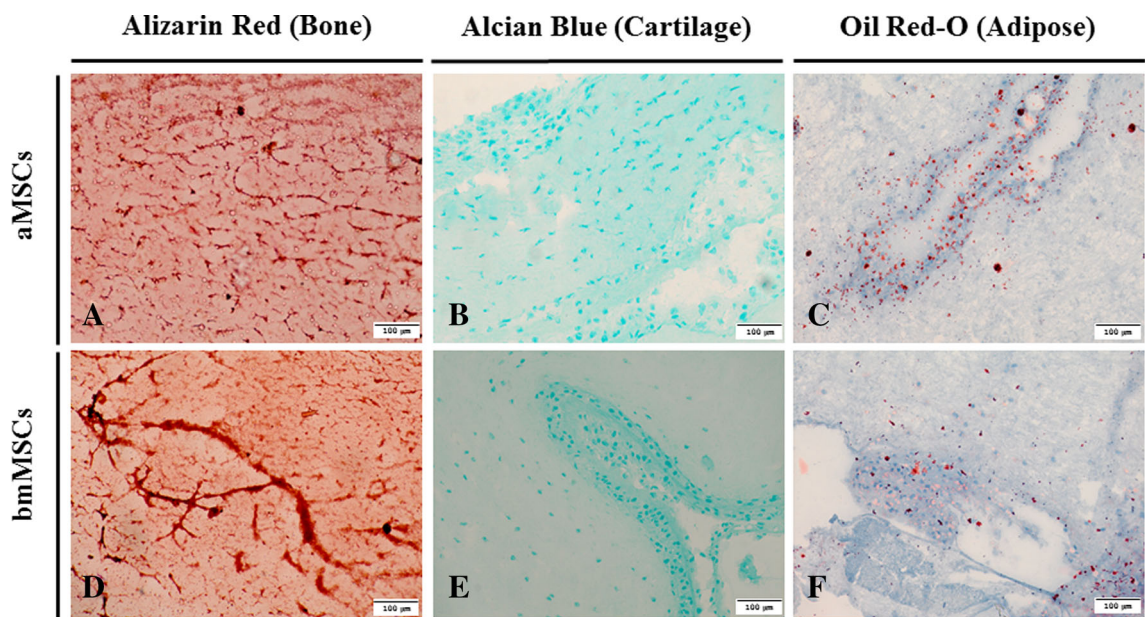 Alizarin Red (Bone)
Alcian Blue (Cartilage)
Oil Red-O (Adipose)
aMSCs
A
100 µm
B
100 µm
C
100 µm
bmMSCs
D
100 µm
E
100 µm
F
100 µm